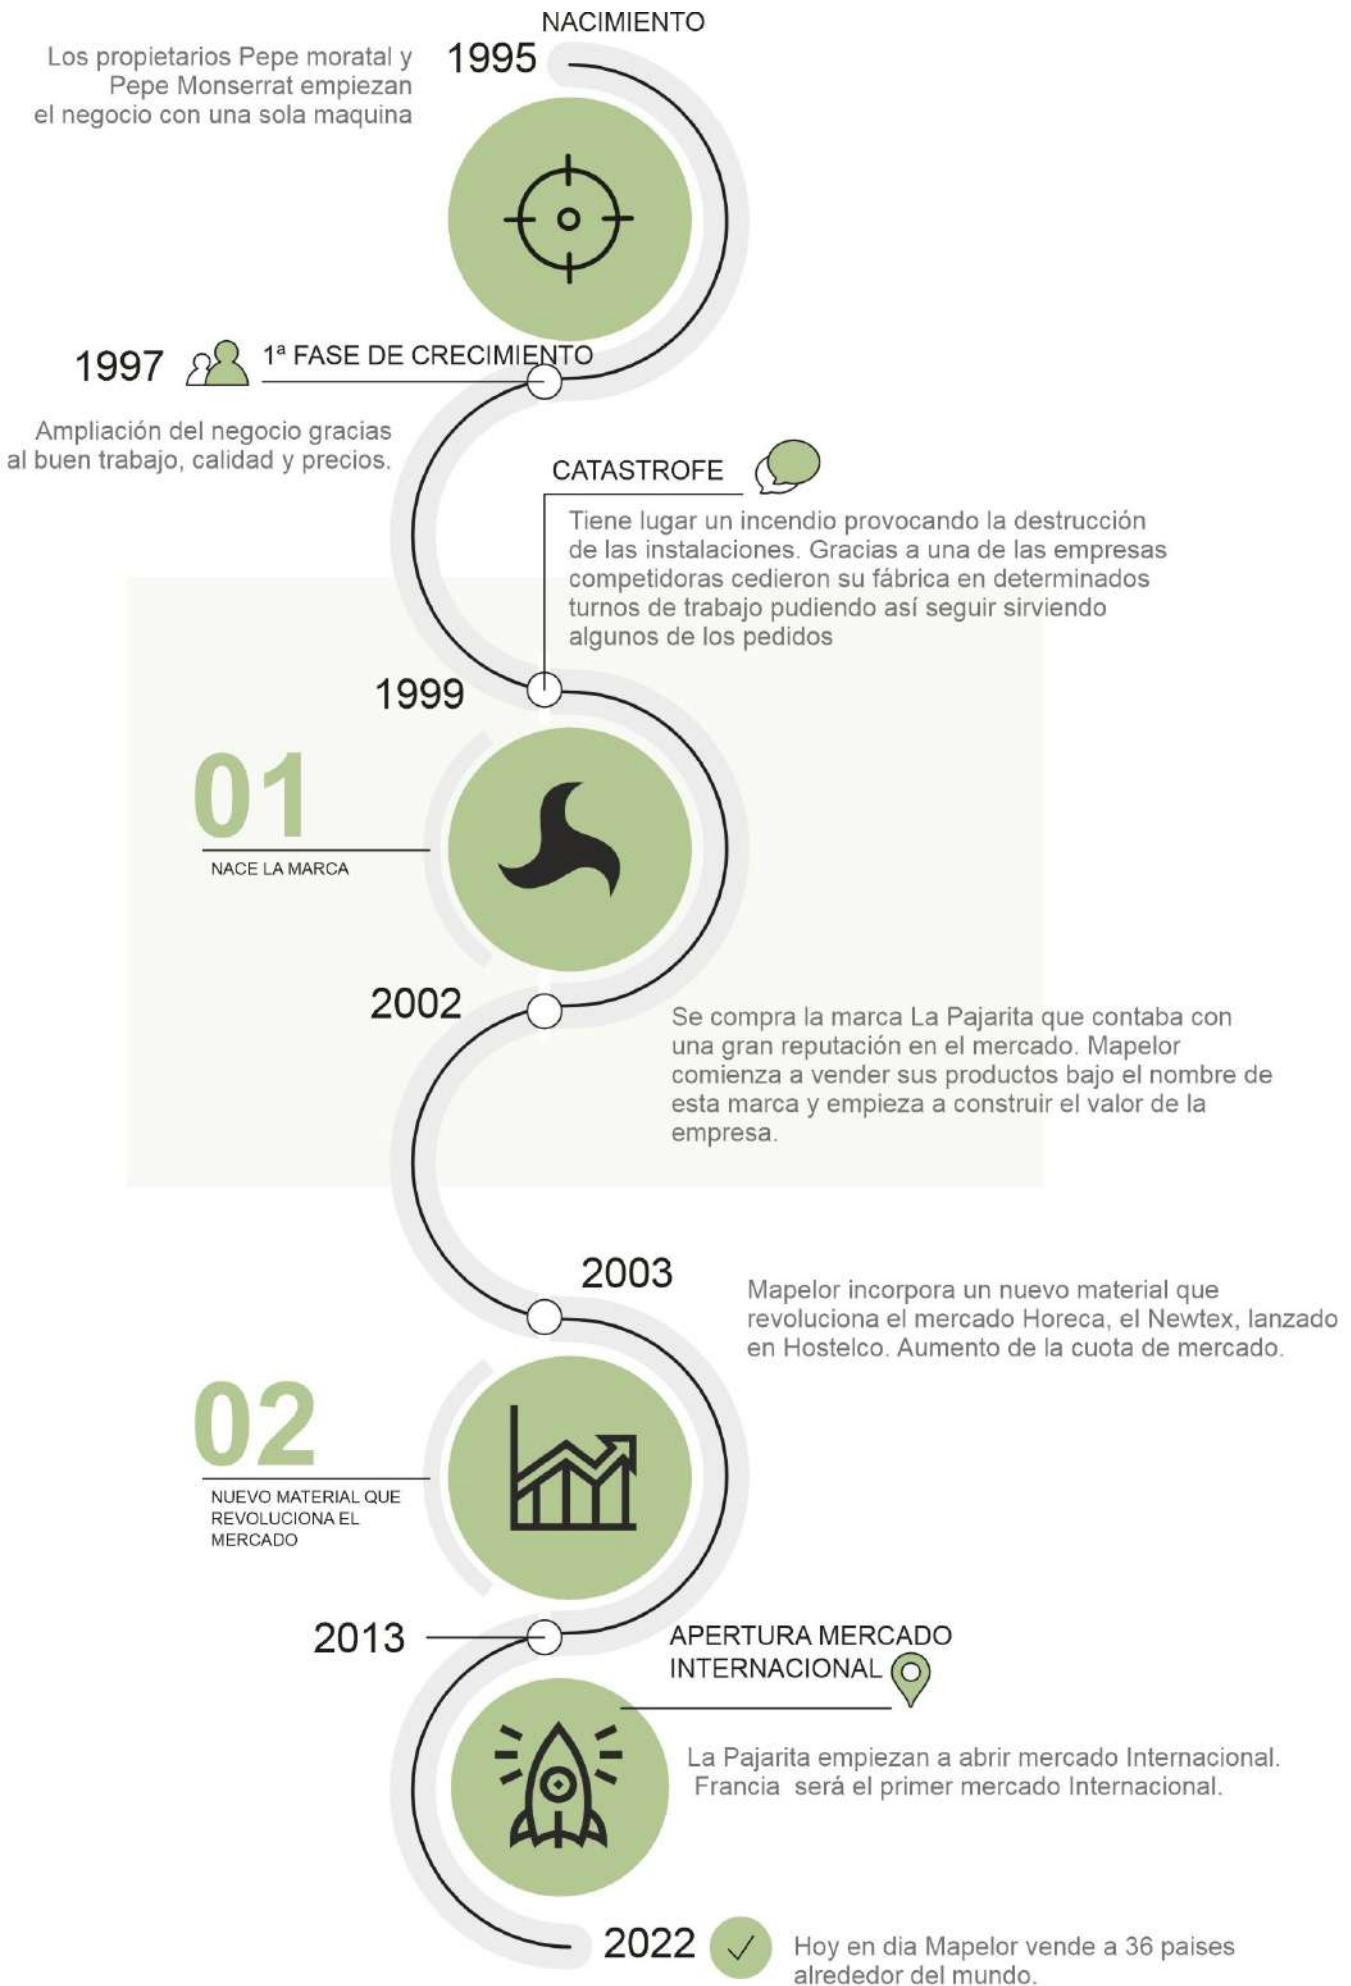 NACIMIENTO
1995
Los propietarios Pepe moratal y
Pepe Monserrat empiezan
el negocio con una sola maquina
1997
1ª FASE DE CRECIMIENTO
Ampliación del negocio gracias
al buen trabajo, calidad y precios.
CATASTROFE
Tiene lugar un incendio provocando la destrucción
de las instalaciones. Gracias a una de las empresas
competidoras cedieron su fábrica en determinados
turnos de trabajo pudiendo así seguir sirviendo
algunos de los pedidos
1999
01
NACE LA MARCA
2002
Se compra la marca La Pajarita que contaba con
una gran reputación en el mercado. Mapelor
comienza a vender sus productos bajo el nombre de
esta marca y empieza a construir el valor de la
empresa.
2003
Mapelor incorpora un nuevo material que
revoluciona el mercado Horeca, el Newtex, lanzado
en Hostelco. Aumento de la cuota de mercado.
02
NUEVO MATERIAL QUE
REVOLUCIONA EL
MERCADO
2013
APERTURA MERCADO
INTERNACIONAL
La Pajarita empiezan a abrir mercado Internacional.
Francia será el primer mercado Internacional.
2022
Hoy en dia Mapelor vende a 36 paises
alrededor del mundo.